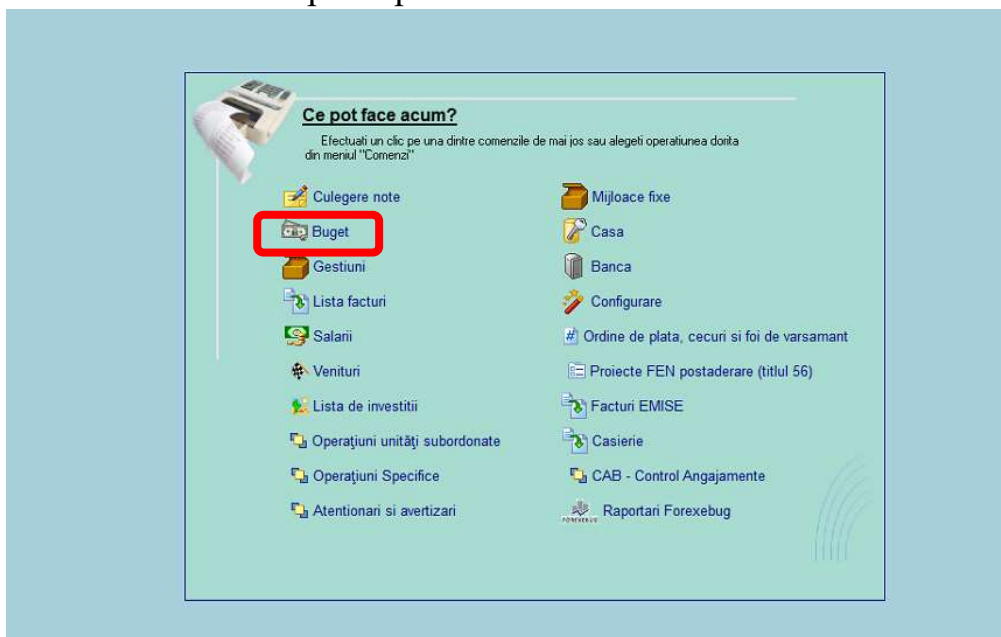 Ce pot face acum?
Efectuati un clic pe una dintre comenzile de mai jos sau alegeti operatiunea dorita
din meniul "Comenzi"
Culegere note
Buget
Gestiuni
Lista facturi
Salarii
Venituri
Lista de investitii
Operaţiuni unităţi subordonate
Operaţiuni Specifice
Atentionari si avertizari
Mijloace fixe
Casa
Banca
Configurare
Ordine de plata, cecuri si foi de varsamant
Proiecte FEN postaderare (titlul 56)
Facturi EMISE
Casierie
CAB - Control Angajamente
FOREXEBUG Raportari Forexebug